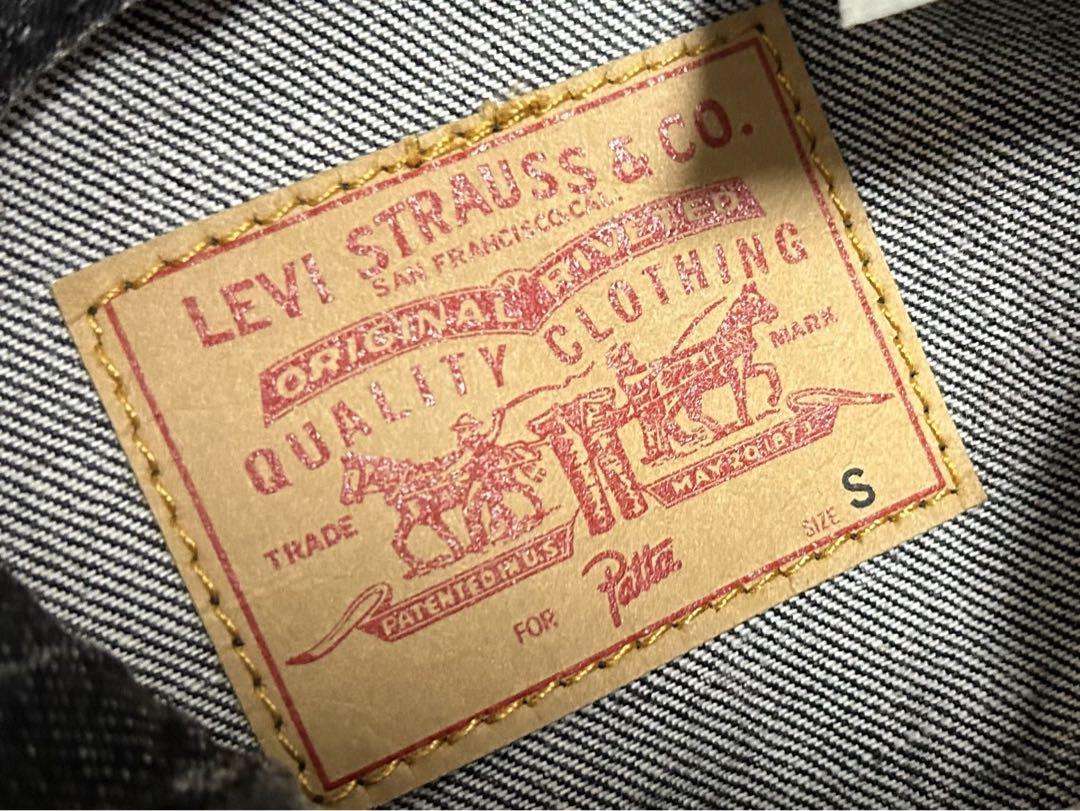 LEVI STRAUSS & CO.
SAN FRANCISCO, CAL.
ORIGINAL RIVETED
QUALITY CLOTHING
TRADE MARK
PATENTED IN U.S. MAY 20 1873
FOR Patta
SIZE S